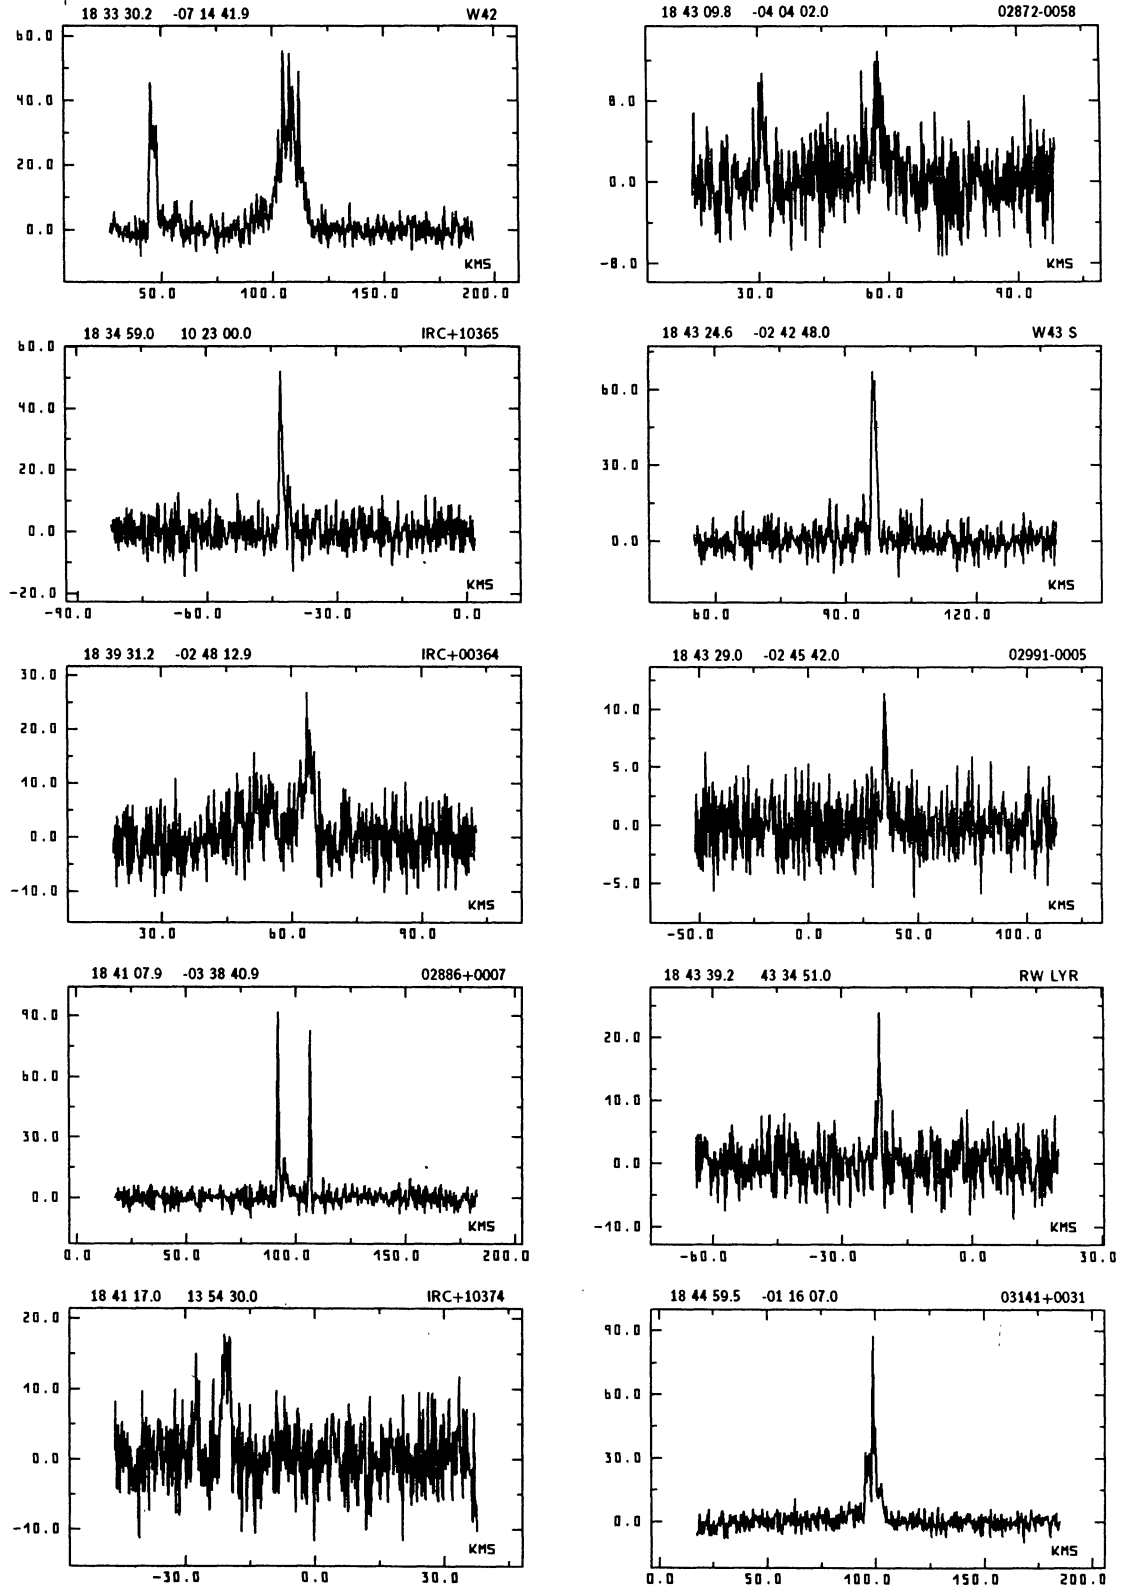 18 33 30.2 -07 14 41.9 W42
60.0
40.0
20.0
0.0
KMS
50.0 100.0 150.0 200.0
18 43 09.8 -04 04 02.0 02872-0058
8.0
0.0
-8.0
KMS
30.0 60.0 90.0
18 34 59.0 10 23 00.0 IRC+10365
60.0
40.0
20.0
0.0
-20.0
KMS
-90.0 -60.0 -30.0 0.0
18 43 24.6 -02 42 48.0 W43 S
60.0
30.0
0.0
KMS
60.0 90.0 120.0
18 39 31.2 -02 48 12.9 IRC+00364
30.0
20.0
10.0
0.0
-10.0
KMS
30.0 60.0 90.0
18 43 29.0 -02 45 42.0 02991-0005
10.0
5.0
0.0
-5.0
KMS
-50.0 0.0 50.0 100.0
18 41 07.9 -03 38 40.9 02886+0007
90.0
60.0
30.0
0.0
KMS
0.0 50.0 100.0 150.0 200.0
18 43 39.2 43 34 51.0 RW LYR
20.0
10.0
0.0
-10.0
KMS
-60.0 -30.0 0.0 30.0
18 41 17.0 13 54 30.0 IRC+10374
20.0
10.0
0.0
-10.0
KMS
-30.0 0.0 30.0
18 44 59.5 -01 16 07.0 03141+0031
90.0
60.0
30.0
0.0
KMS
0.0 50.0 100.0 150.0 200.0